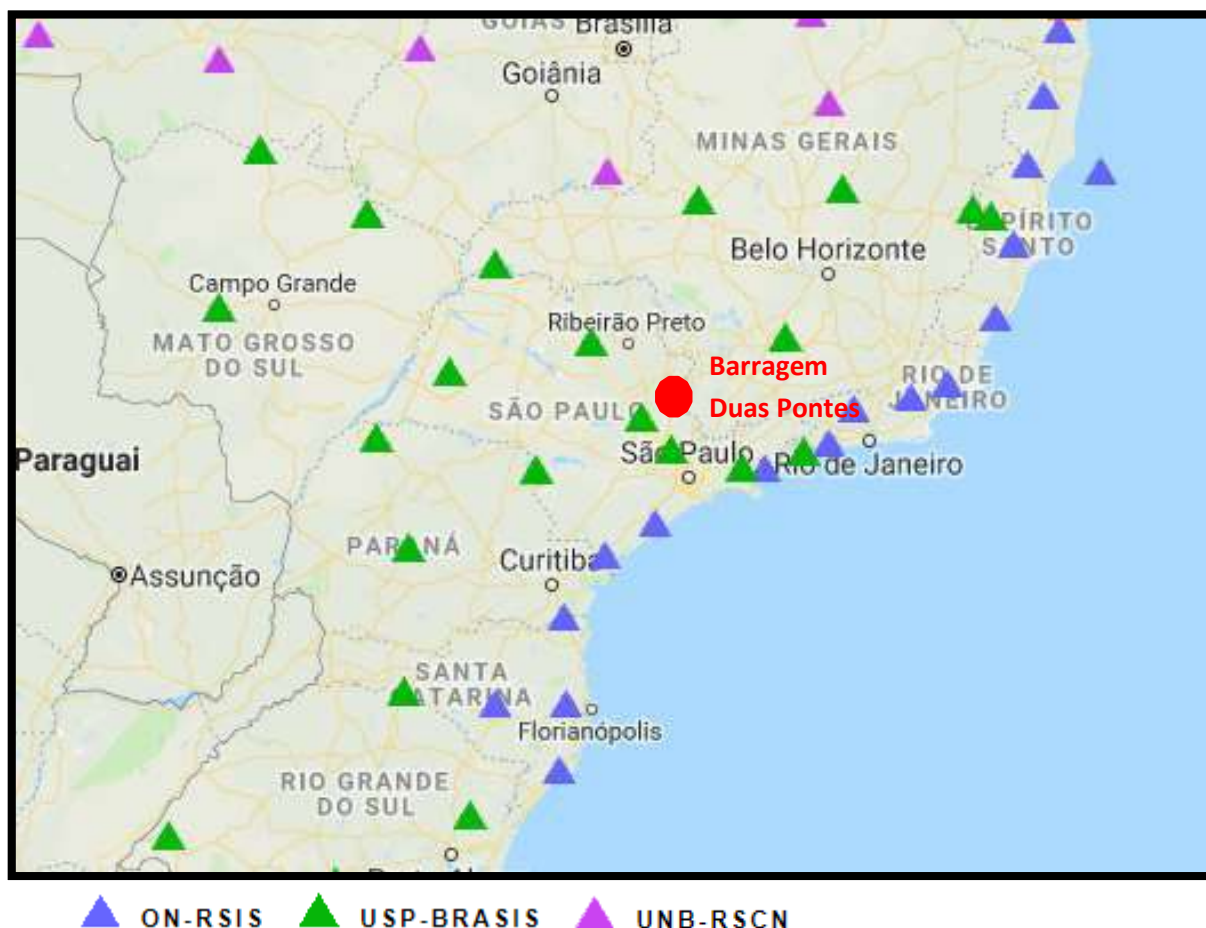 GOIÁS
Brasília
Goiânia
MINAS GERAIS
ESPÍRITO
SANTO
Belo Horizonte
Campo Grande
MATO GROSSO
DO SUL
Ribeirão Preto
Barragem
Duas Pontes
RIO DE
JANEIRO
SÃO PAULO
São Paulo
Rio de Janeiro
Paraguai
PARANÁ
Curitiba
Assunção
SANTA
CATARINA
Florianópolis
RIO GRANDE
DO SUL
ON-RSIS
USP-BRASIS
UNB-RSCN